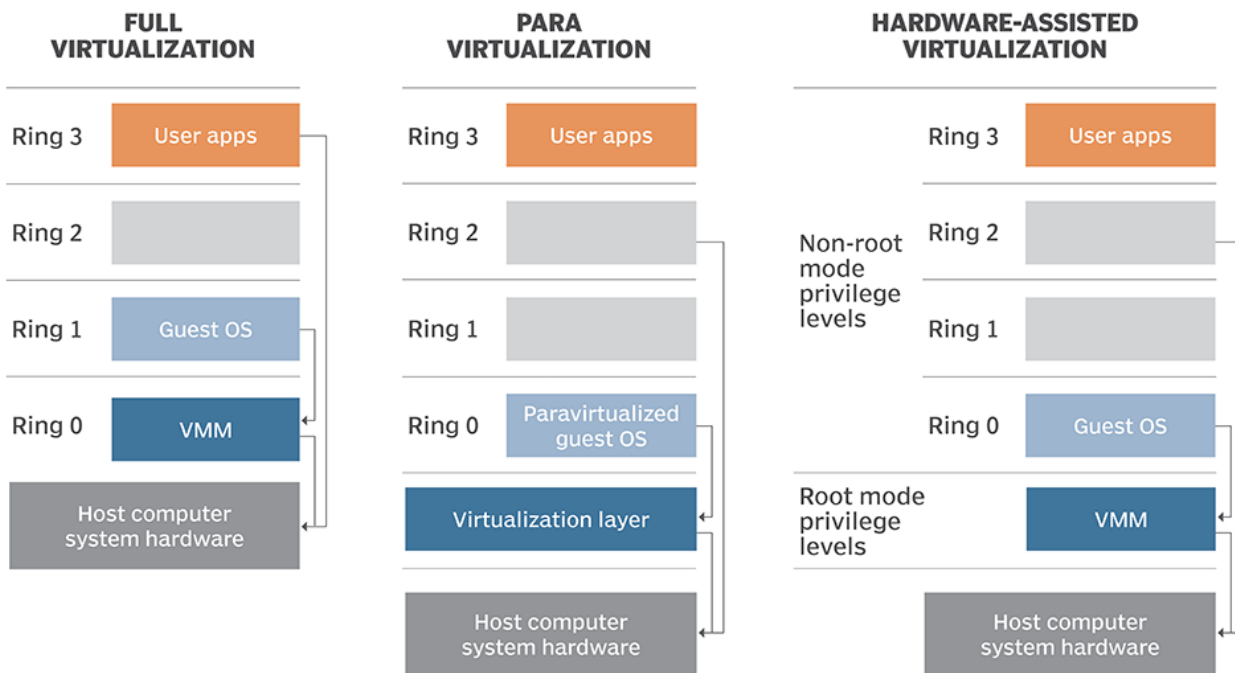 FULL
VIRTUALIZATION
Ring 3
User apps
Ring 2
Ring 1
Guest OS
Ring 0
VMM
Host computer
system hardware
PARA
VIRTUALIZATION
Ring 3
User apps
Ring 2
Ring 1
Ring 0
Paravirtualized
guest OS
Virtualization layer
Host computer
system hardware
HARDWARE-ASSISTED
VIRTUALIZATION
Non-root
mode
privilege
levels
Ring 3
User apps
Ring 2
Ring 1
Ring 0
Guest OS
Root mode
privilege
levels
VMM
Host computer
system hardware